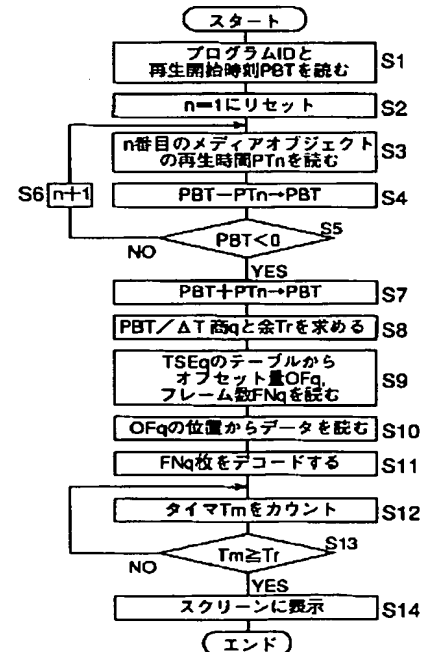 スタート
プログラムIDと
再生開始時刻PBTを読む
S1
n=1にリセット
S2
n番目のメディアオブジェクト
の再生時間PTnを読む
S3
S6
n+1
PBT−PTn→PBT
S4
PBT<0
S5
NO
YES
PBT+PTn→PBT
S7
PBT/ΔT 商qと余Trを求める
S8
TSEqのテーブルから
オフセット量OFq,
フレーム数FNqを読む
S9
OFqの位置からデータを読む
S10
FNq枚をデコードする
S11
タイマTmをカウント
S12
Tm≧Tr
S13
NO
YES
スクリーンに表示
S14
エンド